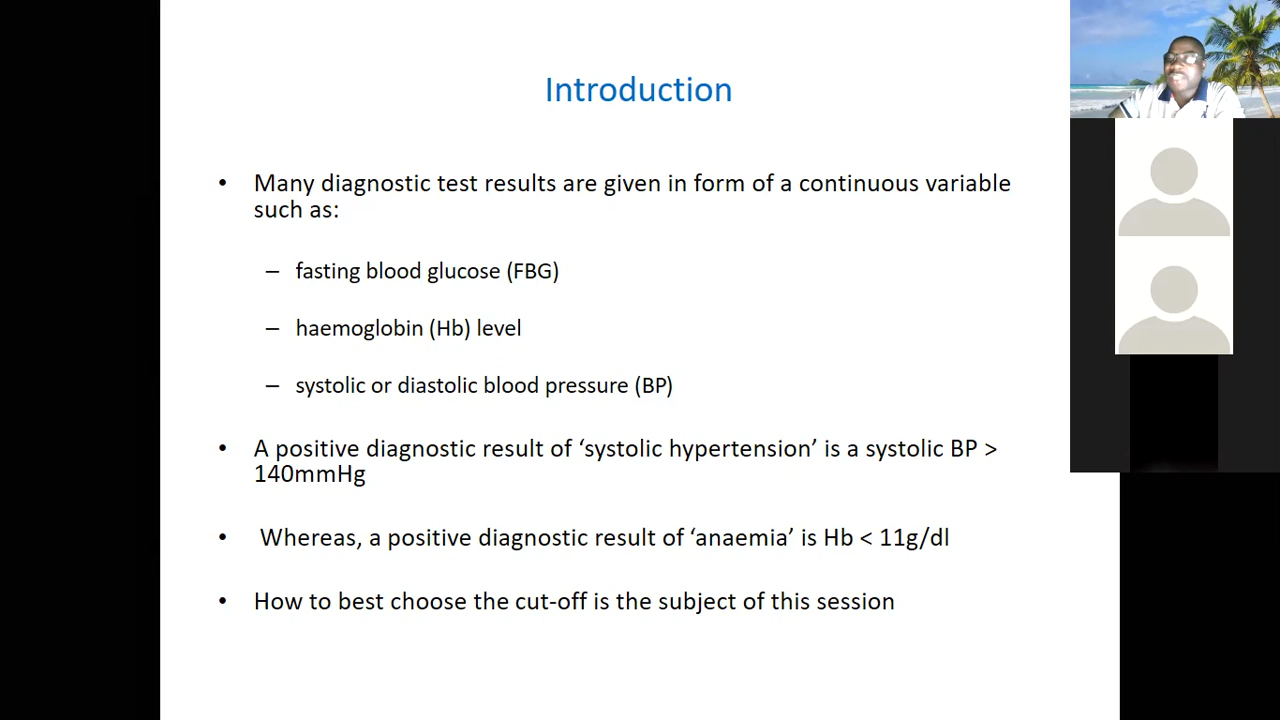 Introduction
• Many diagnostic test results are given in form of a continuous variable
such as:
– fasting blood glucose (FBG)
– haemoglobin (Hb) level
– systolic or diastolic blood pressure (BP)
• A positive diagnostic result of ‘systolic hypertension’ is a systolic BP >
140mmHg
• Whereas, a positive diagnostic result of ‘anaemia’ is Hb < 11g/dl
• How to best choose the cut-off is the subject of this session